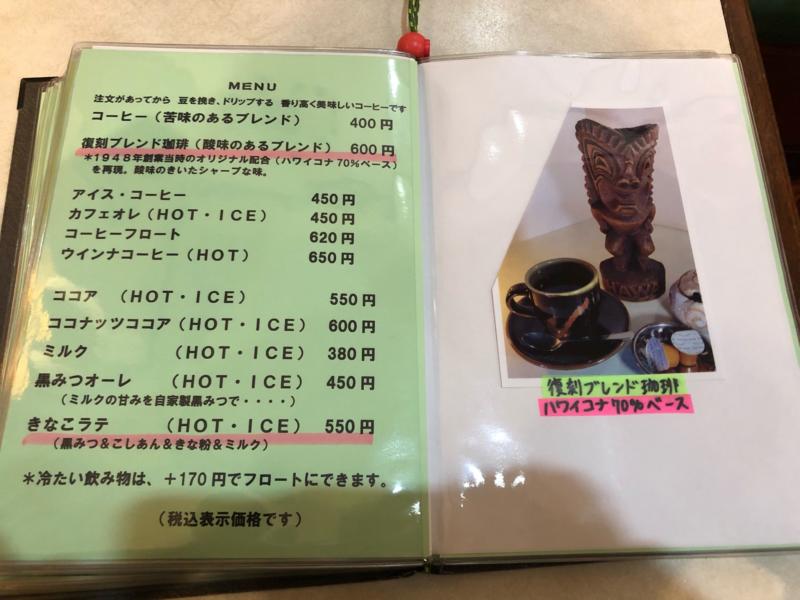 MENU
注文があってから 豆を挽き、ドリップする 香り高く美味しいコーヒーです
コーヒー（苦味のあるブレンド） 400円
復刻ブレンド珈琲（酸味のあるブレンド） 600円
＊1948年創業当時のオリジナル配合（ハワイコナ70%ベース）
を再現。酸味のきいたシャープな味。
アイス・コーヒー 450円
カフェオレ（HOT・ICE） 450円
コーヒーフロート 620円
ウインナコーヒー（HOT） 650円
ココア （HOT・ICE） 550円
ココナッツココア（HOT・ICE） 600円
ミルク （HOT・ICE） 380円
黒みつオーレ （HOT・ICE） 450円
（ミルクの甘みを自家製黒みつで・・・・）
きなこラテ （HOT・ICE） 550円
（黒みつ＆こしあん＆きな粉＆ミルク）
＊冷たい飲み物は、＋170円でフロートにできます。
（税込表示価格です）
HAWAII
復刻ブレンド珈琲
ハワイコナ70%ベース